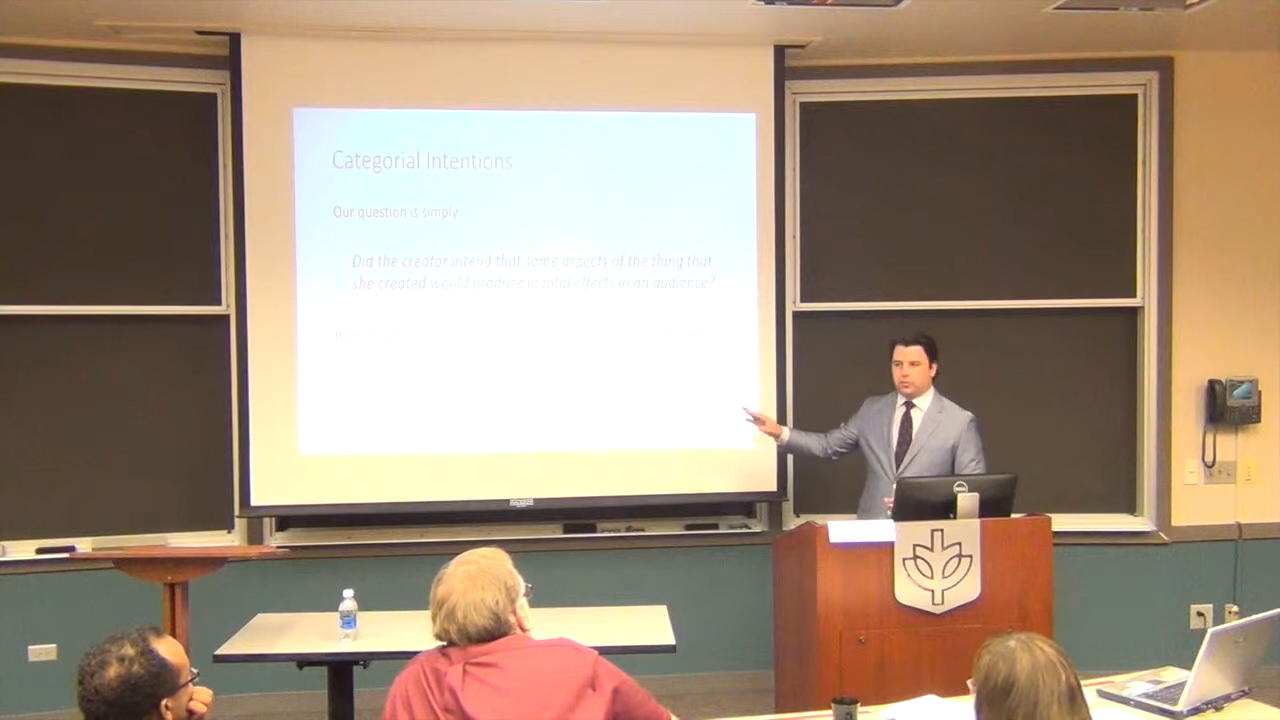 Categorial Intentions
Our question is simply:
Did the creator intend that some aspects of the thing that
she created would produce mental effects in an audience?
DELL